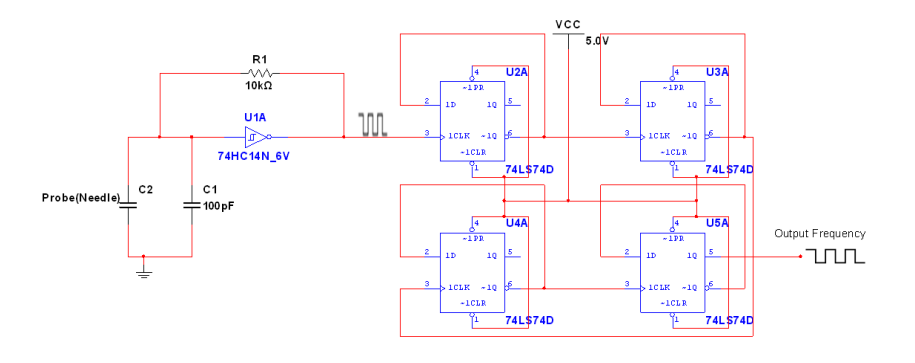 VCC
5.0V
R1
10kΩ
U1A
74HC14N_6V
Probe(Needle)
C2
C1
100pF
U2A
4
~1PR
2
1D
1Q
5
3
1CLK
~1Q
6
~1CLR
1
74LS74D
U3A
4
~1PR
2
1D
1Q
5
3
1CLK
~1Q
6
~1CLR
1
74LS74D
U4A
4
~1PR
2
1D
1Q
5
3
1CLK
~1Q
6
~1CLR
1
74LS74D
U5A
4
~1PR
2
1D
1Q
5
3
1CLK
~1Q
6
~1CLR
1
74LS74D
Output Frequency